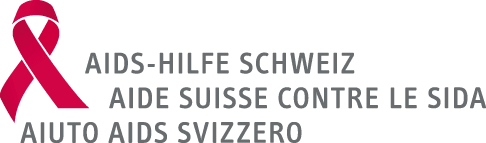 AIDS-HILFE SCHWEIZ
AIDE SUISSE CONTRE LE SIDA
AIUTO AIDS SVIZZERO